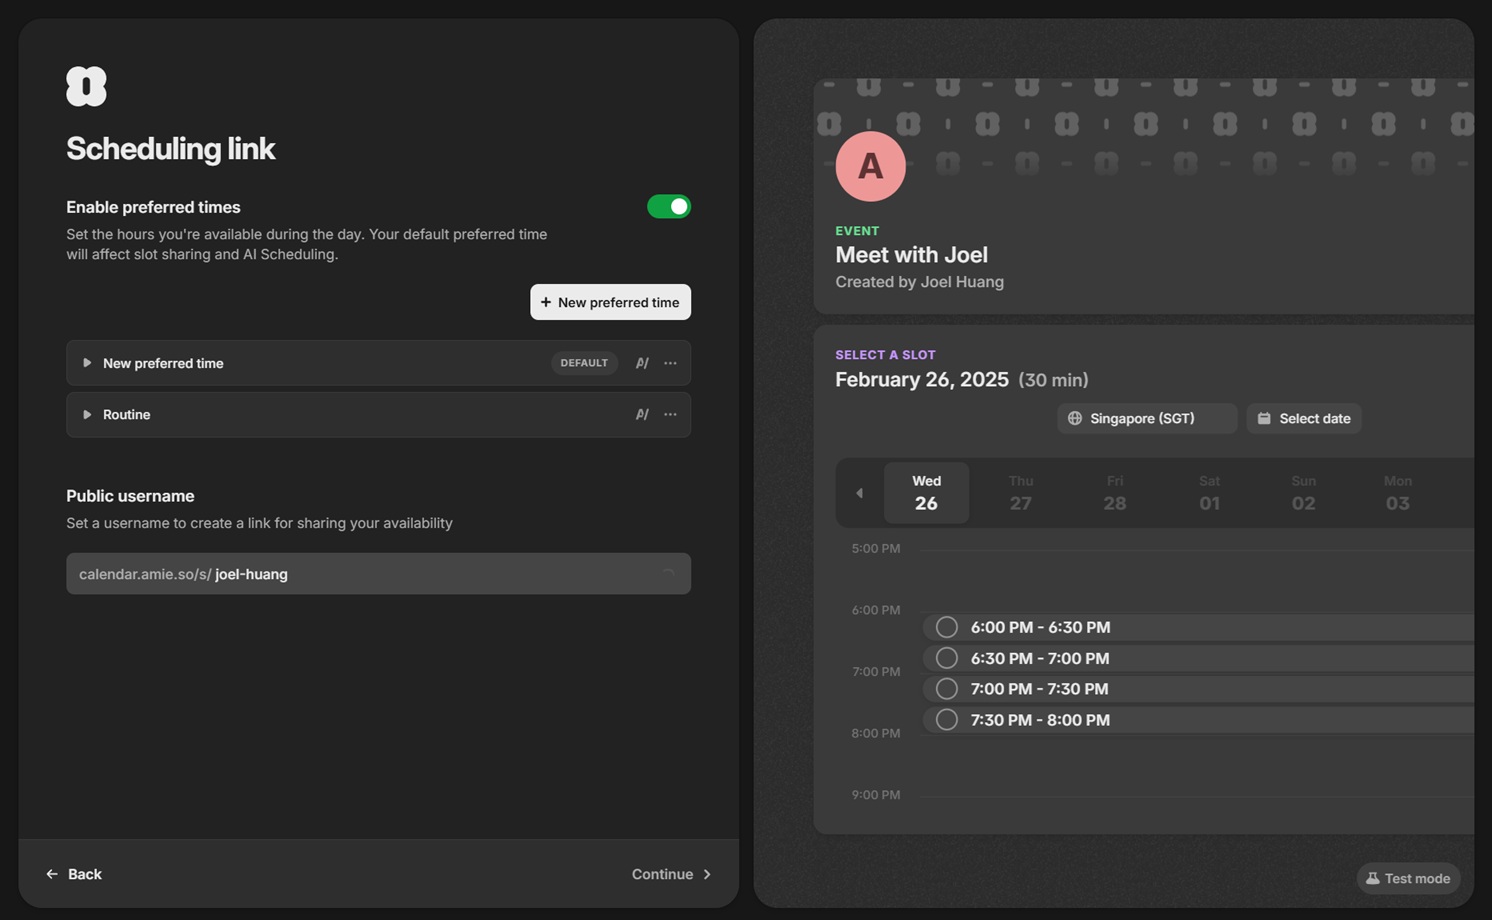 Scheduling link
Enable preferred times
Set the hours you're available during the day. Your default preferred time
will affect slot sharing and AI Scheduling.
+ New preferred time
New preferred time DEFAULT AI ...
Routine AI ...
Public username
Set a username to create a link for sharing your availability
calendar.amie.so/s/ joel-huang
← Back
Continue >
A
EVENT
Meet with Joel
Created by Joel Huang
SELECT A SLOT
February 26, 2025 (30 min)
Singapore (SGT) Select date
Wed Thu Fri Sat Sun Mon
26 27 28 01 02 03
5:00 PM
6:00 PM
6:00 PM - 6:30 PM
6:30 PM - 7:00 PM
7:00 PM
7:00 PM - 7:30 PM
7:30 PM - 8:00 PM
8:00 PM
9:00 PM
Test mode